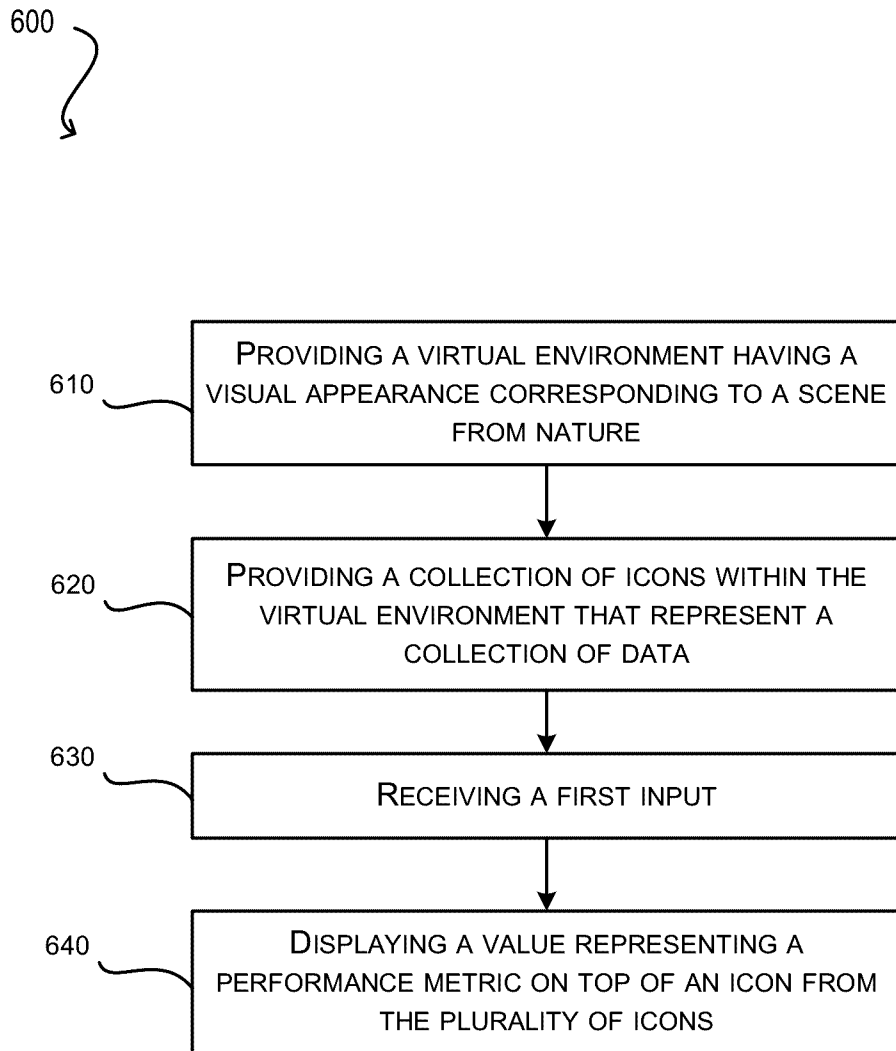 600
610
PROVIDING A VIRTUAL ENVIRONMENT HAVING A
VISUAL APPEARANCE CORRESPONDING TO A SCENE
FROM NATURE
620
PROVIDING A COLLECTION OF ICONS WITHIN THE
VIRTUAL ENVIRONMENT THAT REPRESENT A
COLLECTION OF DATA
630
RECEIVING A FIRST INPUT
640
DISPLAYING A VALUE REPRESENTING A
PERFORMANCE METRIC ON TOP OF AN ICON FROM
THE PLURALITY OF ICONS